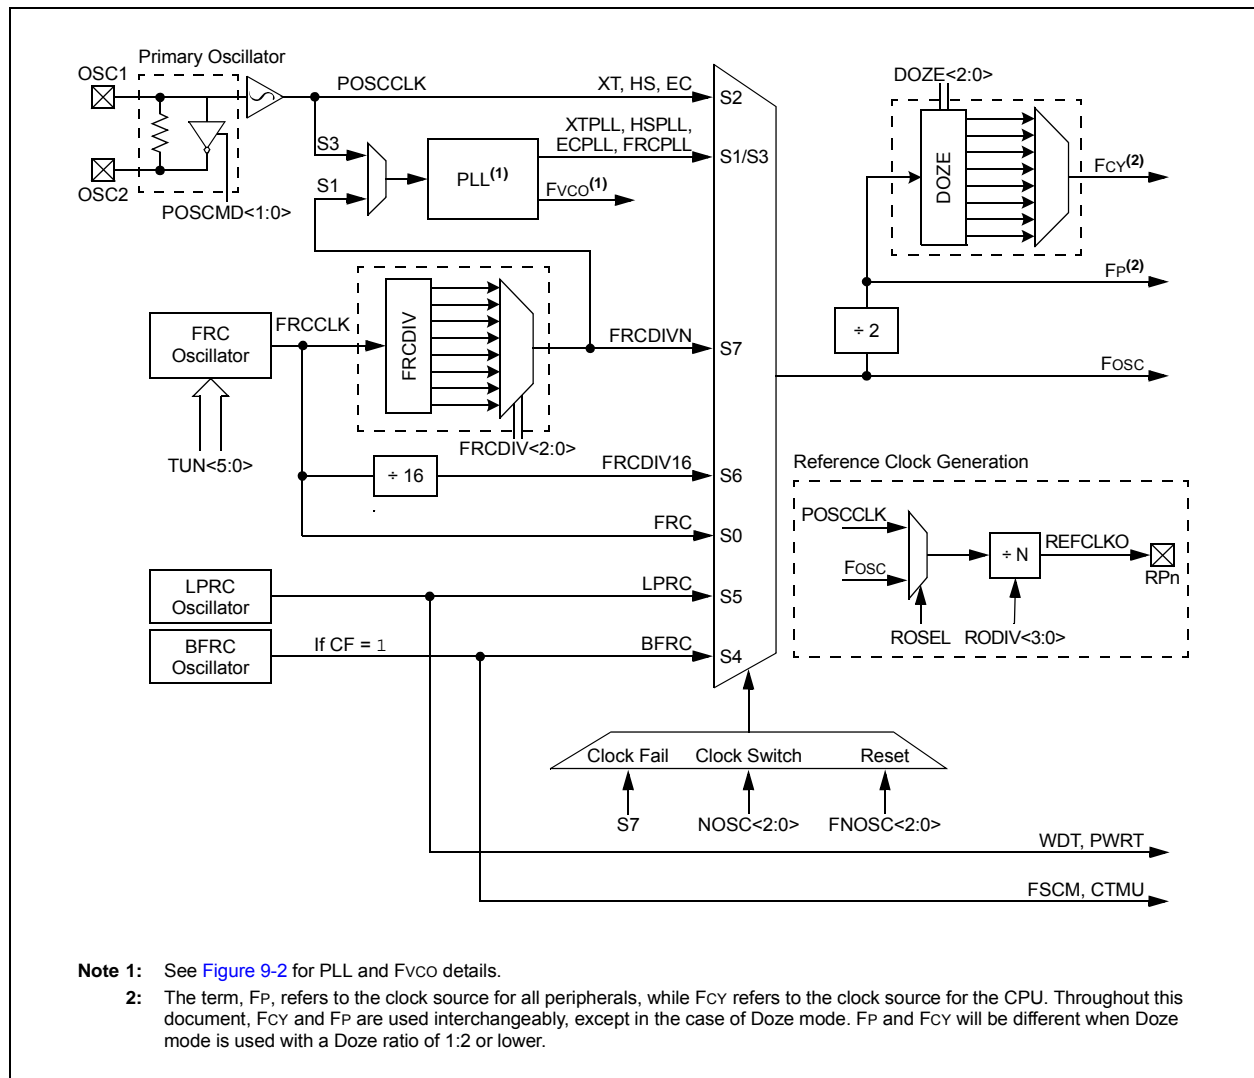 Primary Oscillator
OSC1
OSC2
POSCMD<1:0>
POSCCLK
XT, HS, EC
S2
S3
S1
PLL(1)
XTPLL, HSPLL,
ECPLL, FRCPLL
S1/S3
FVCO(1)
DOZE<2:0>
DOZE
FCY(2)
FP(2)
÷ 2
FOSC
FRC
Oscillator
TUN<5:0>
FRCCLK
FRCDIV
FRCDIVN
S7
FRCDIV<2:0>
÷ 16
FRCDIV16
S6
FRC
S0
LPRC
Oscillator
LPRC
S5
BFRC
Oscillator
If CF = 1
BFRC
S4
Reference Clock Generation
POSCCLK
FOSC
÷ N
REFCLKO
RPn
ROSEL
RODIV<3:0>
Clock Fail
Clock Switch
Reset
S7
NOSC<2:0>
FNOSC<2:0>
WDT, PWRT
FSCM, CTMU
Note 1: See Figure 9-2 for PLL and FVCO details.
2: The term, FP, refers to the clock source for all peripherals, while FCY refers to the clock source for the CPU. Throughout this
document, FCY and FP are used interchangeably, except in the case of Doze mode. FP and FCY will be different when Doze
mode is used with a Doze ratio of 1:2 or lower.